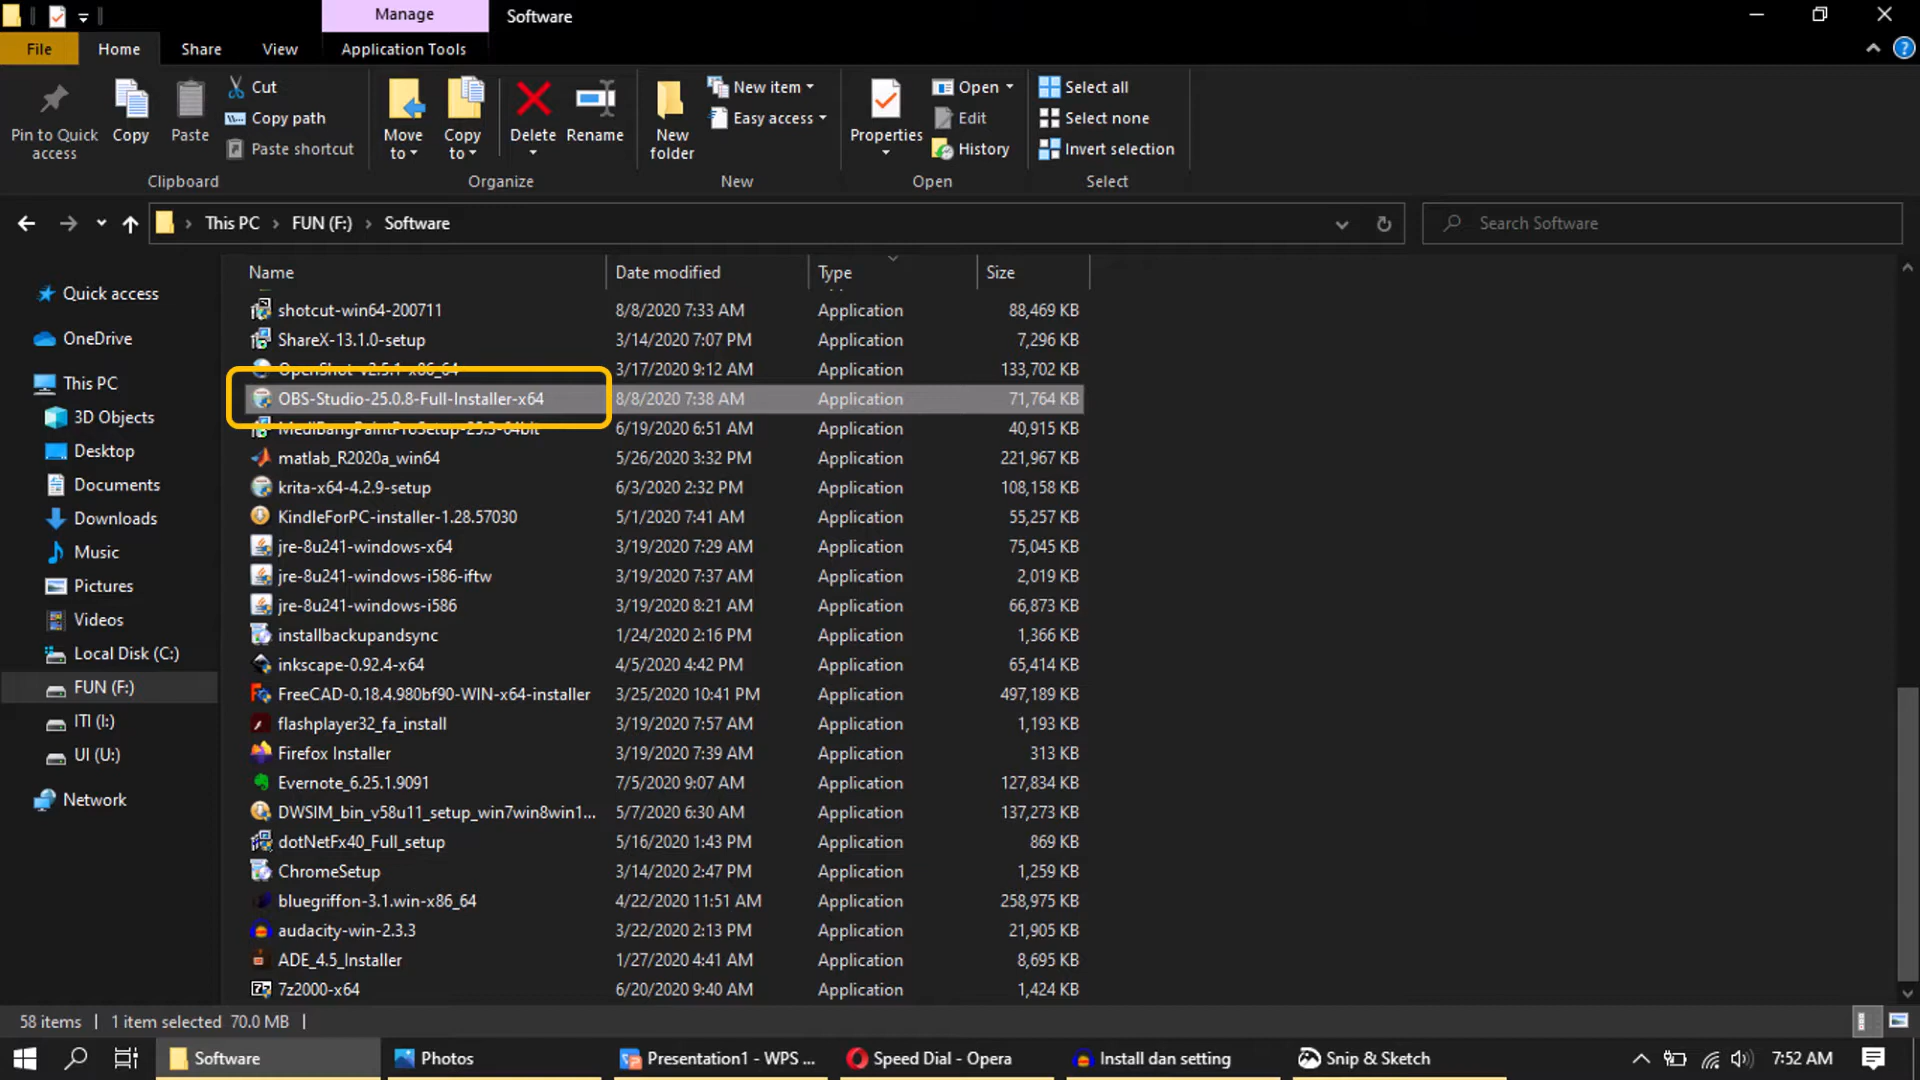 Manage
Software
File
Home
Share
View
Application Tools
Pin to Quick access
Copy
Paste
Cut
Copy path
Paste shortcut
Move to
Copy to
Delete
Rename
New folder
New item
Easy access
Properties
Open
Edit
History
Select all
Select none
Invert selection
Clipboard
Organize
New
Open
Select
This PC
FUN (F:)
Software
Search Software
Quick access
OneDrive
This PC
3D Objects
Desktop
Documents
Downloads
Music
Pictures
Videos
Local Disk (C:)
FUN (F:)
ITI (I:)
UI (U:)
Network
Name Date modified Type Size
shotcut-win64-200711 8/8/2020 7:33 AM Application 88,469 KB
ShareX-13.1.0-setup 3/14/2020 7:07 PM Application 7,296 KB
OpenShot-v2.5.1-x86_64 3/17/2020 9:12 AM Application 133,702 KB
OBS-Studio-25.0.8-Full-Installer-x64 8/8/2020 7:38 AM Application 71,764 KB
MediBangPaintProSetup-25.3-64bit 6/19/2020 6:51 AM Application 40,915 KB
matlab_R2020a_win64 5/26/2020 3:32 PM Application 221,967 KB
krita-x64-4.2.9-setup 6/3/2020 2:32 PM Application 108,158 KB
KindleForPC-installer-1.28.57030 5/1/2020 7:41 AM Application 55,257 KB
jre-8u241-windows-x64 3/19/2020 7:29 AM Application 75,045 KB
jre-8u241-windows-i586-iftw 3/19/2020 7:37 AM Application 2,019 KB
jre-8u241-windows-i586 3/19/2020 8:21 AM Application 66,873 KB
installbackupandsync 1/24/2020 2:16 PM Application 1,366 KB
inkscape-0.92.4-x64 4/5/2020 4:42 PM Application 65,414 KB
FreeCAD-0.18.4.980bf90-WIN-x64-installer 3/25/2020 10:41 PM Application 497,189 KB
flashplayer32_fa_install 3/19/2020 7:57 AM Application 1,193 KB
Firefox Installer 3/19/2020 7:39 AM Application 313 KB
Evernote_6.25.1.9091 7/5/2020 9:07 AM Application 127,834 KB
DWSIM_bin_v58u11_setup_win7win8win1... 5/7/2020 6:30 AM Application 137,273 KB
dotNetFx40_Full_setup 5/16/2020 1:43 PM Application 869 KB
ChromeSetup 3/14/2020 2:47 PM Application 1,259 KB
bluegriffon-3.1.win-x86_64 4/22/2020 11:51 AM Application 258,975 KB
audacity-win-2.3.3 3/22/2020 2:13 PM Application 21,905 KB
ADE_4.5_Installer 1/27/2020 4:41 AM Application 8,695 KB
7z2000-x64 6/20/2020 9:40 AM Application 1,424 KB
58 items 1 item selected 70.0 MB
Software
Photos
Presentation1 - WPS ...
Speed Dial - Opera
Install dan setting
Snip & Sketch
7:52 AM